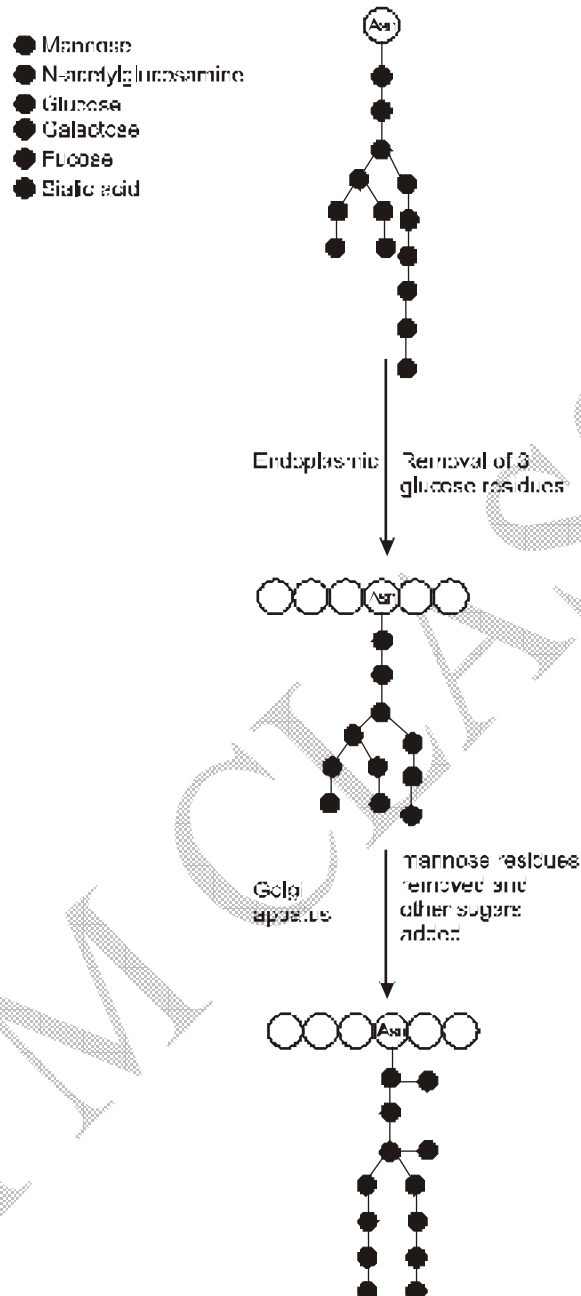 Asn
Mannose
N-acetylglucosamine
Glucose
Galactose
Fucose
Sialic acid
Endoplasmic
Removal of 3
glucose residues
Asn
Golgi
mannose residues
removed and
other sugars
added
Asn
M CLAS